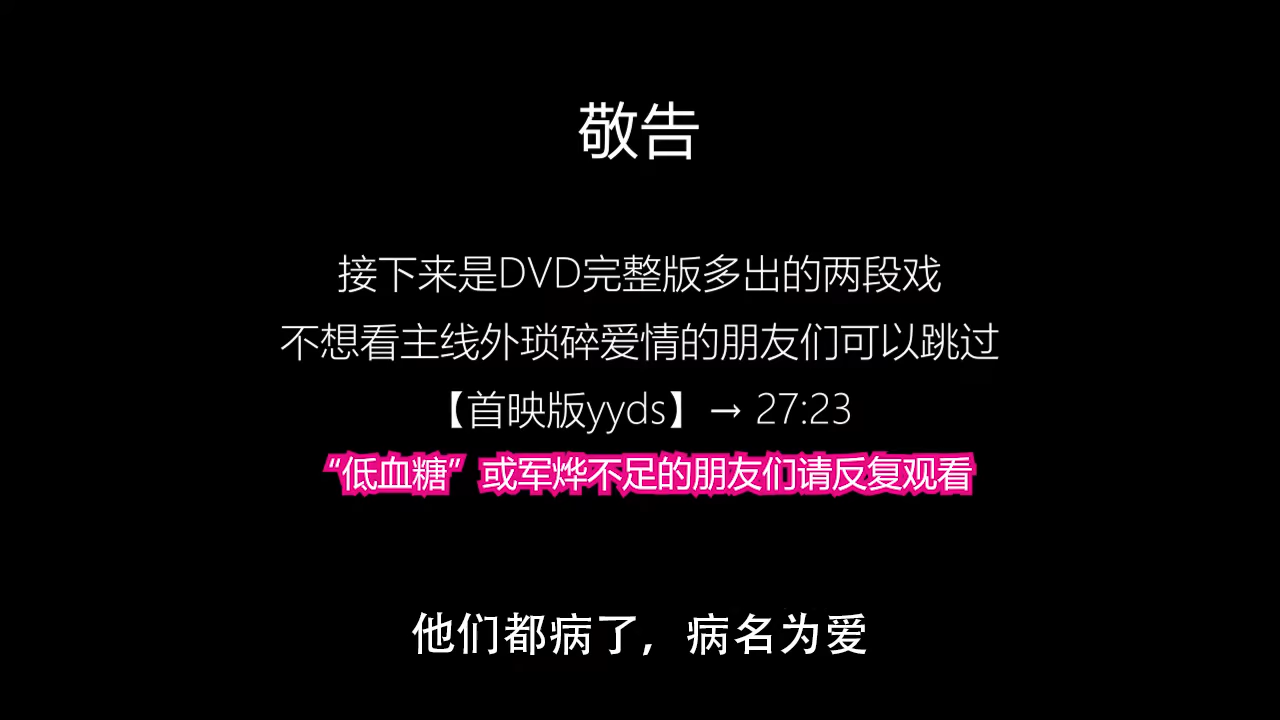 敬告
接下来是DVD完整版多出的两段戏
不想看主线外琐碎爱情的朋友们可以跳过
【首映版yyds】→ 27:23
“低血糖”或军烨不足的朋友们请反复观看
他们都病了，病名为爱